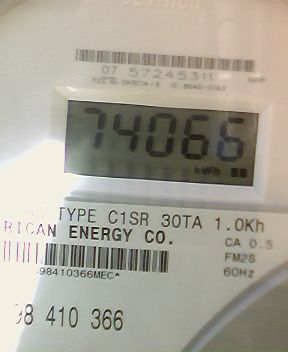 07 57245311
74066
kWh
TYPE C1SR 30TA 1.0Kh
RICAN ENERGY CO.
CA 0.5
FM2S
98410366MEC*
60Hz
98 410 366